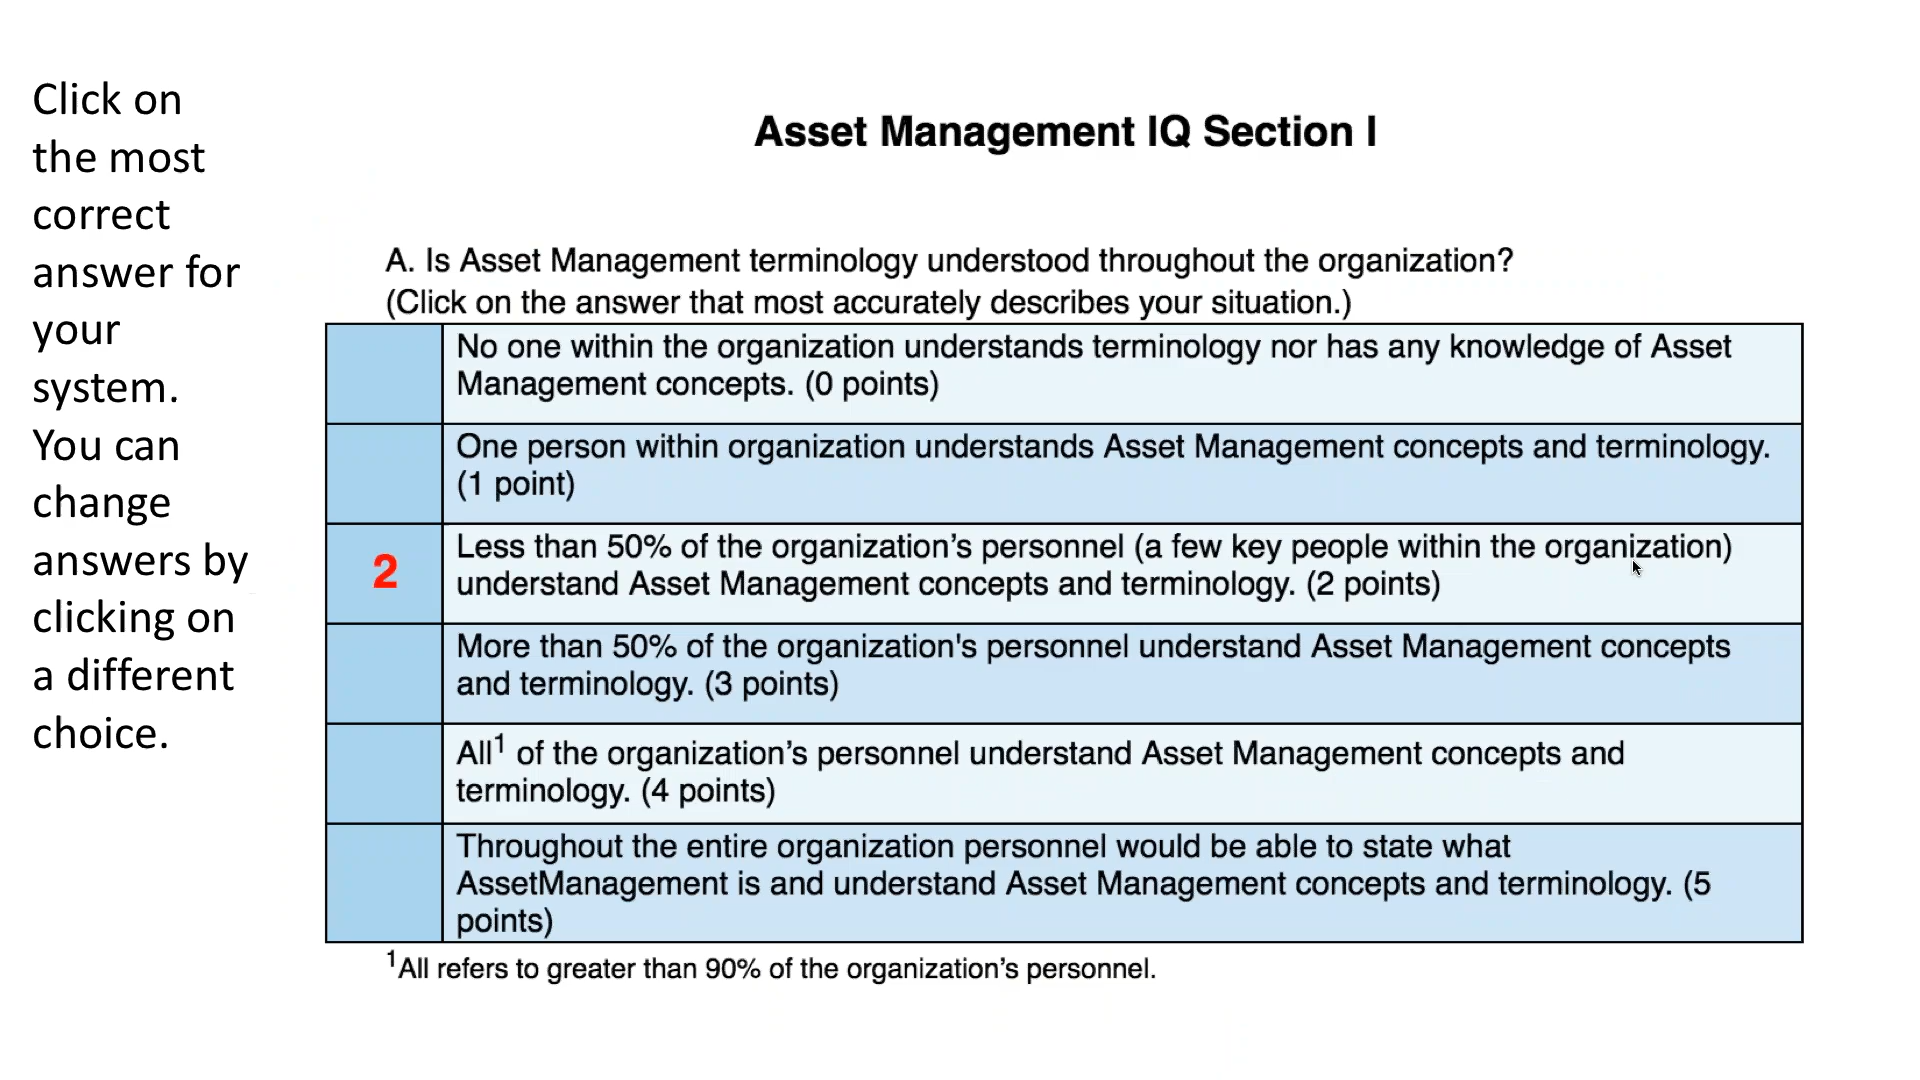 Click on
the most
correct
answer for
your
system.
You can
change
answers by
clicking on
a different
choice.
Asset Management IQ Section I
A. Is Asset Management terminology understood throughout the organization?
(Click on the answer that most accurately describes your situation.)
No one within the organization understands terminology nor has any knowledge of Asset
Management concepts. (0 points)
One person within organization understands Asset Management concepts and terminology.
(1 point)
2
Less than 50% of the organization’s personnel (a few key people within the organization)
understand Asset Management concepts and terminology. (2 points)
More than 50% of the organization's personnel understand Asset Management concepts
and terminology. (3 points)
All¹ of the organization’s personnel understand Asset Management concepts and
terminology. (4 points)
Throughout the entire organization personnel would be able to state what
AssetManagement is and understand Asset Management concepts and terminology. (5
points)
¹All refers to greater than 90% of the organization’s personnel.